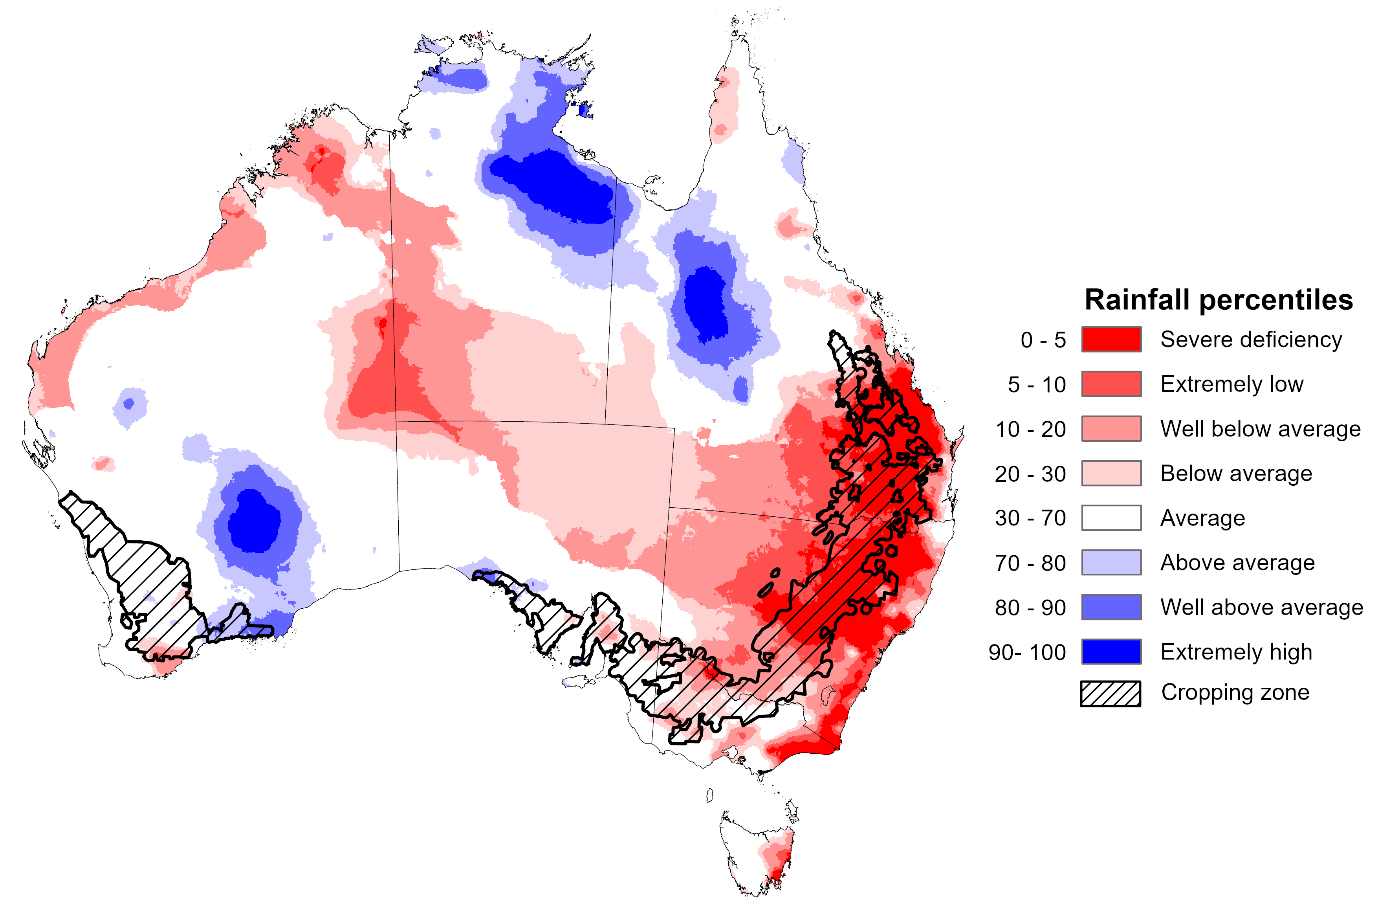 Rainfall percentiles
0 - 5 Severe deficiency
5 - 10 Extremely low
10 - 20 Well below average
20 - 30 Below average
30 - 70 Average
70 - 80 Above average
80 - 90 Well above average
90- 100 Extremely high
Cropping zone